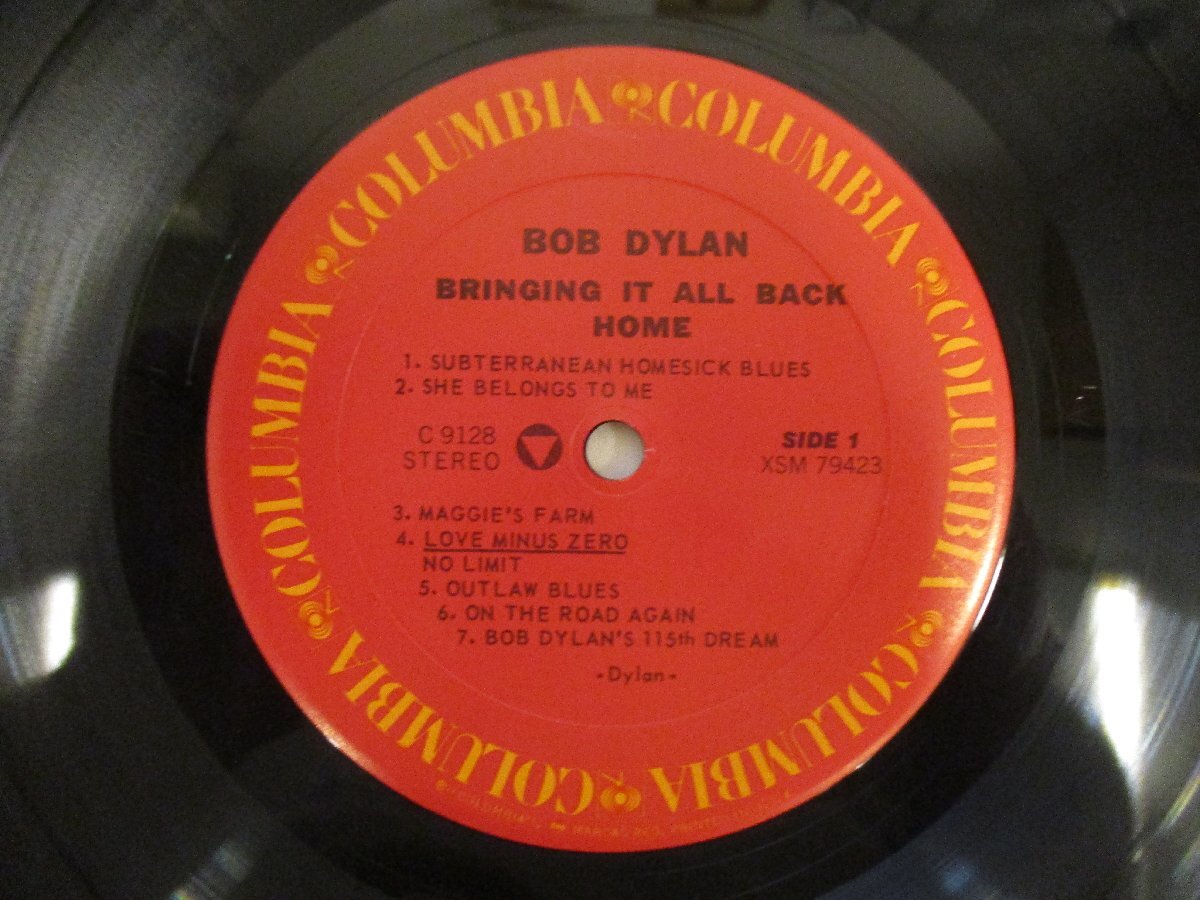 COLUMBIA COLUMBIA COLUMBIA COLUMBIA COLUMBIA COLUMBIA
BOB DYLAN
BRINGING IT ALL BACK
HOME
1. SUBTERRANEAN HOMESICK BLUES
2. SHE BELONGS TO ME
C 9128
STEREO
SIDE 1
XSM 79423
3. MAGGIE'S FARM
4. LOVE MINUS ZERO
NO LIMIT
5. OUTLAW BLUES
6. ON THE ROAD AGAIN
7. BOB DYLAN'S 115th DREAM
-Dylan-